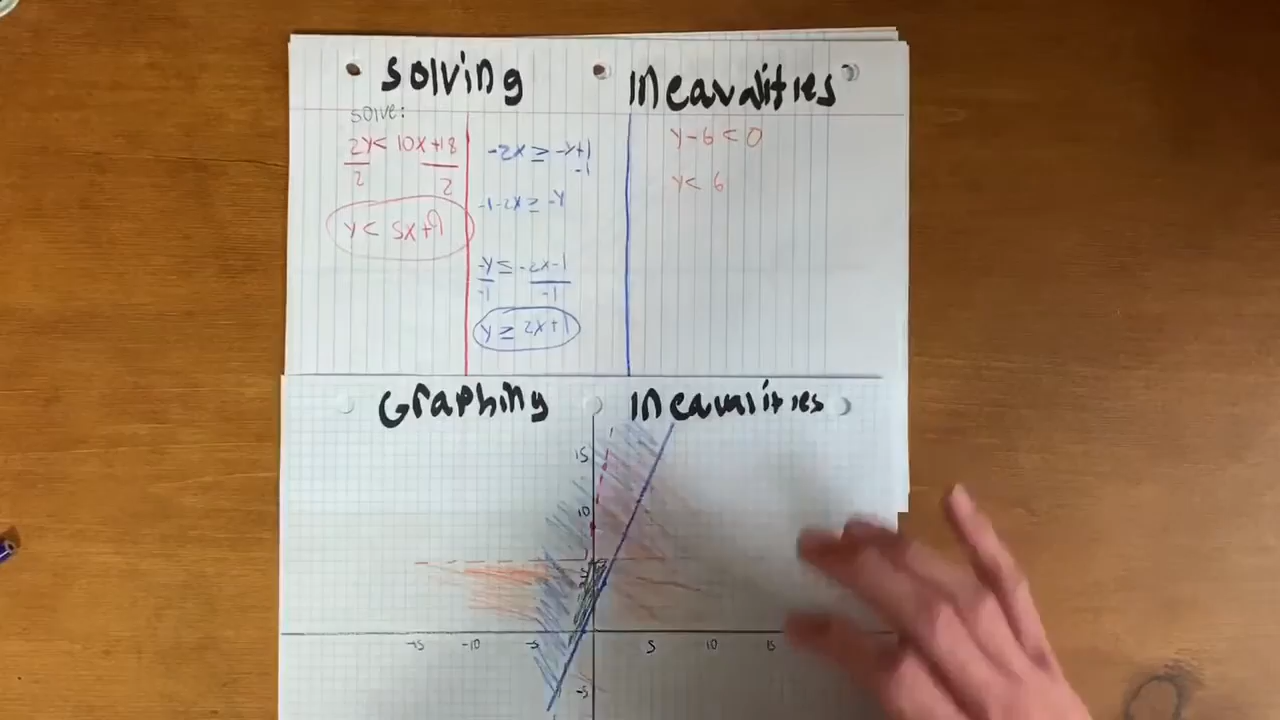 Solving Inequalities
solve:
2y< 10x+18
2 2
y< 5x+9
-2x ≥ -y+1
-1
-2x-1 ≥ -y
-y ≤ -2x-1
-1 -1
y ≥ 2x+1
y-6 < 0
y< 6
Graphing Inequalities
15
10
5
-15 -10 -5 5 10 15
-5